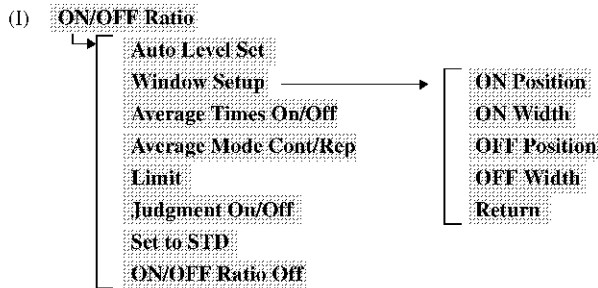 (I) ON/OFF Ratio
Auto Level Set
Window Setup
Average Times On/Off
Average Mode Cont/Rep
Limit
Judgment On/Off
Set to STD
ON/OFF Ratio Off
ON Position
ON Width
OFF Position
OFF Width
Return